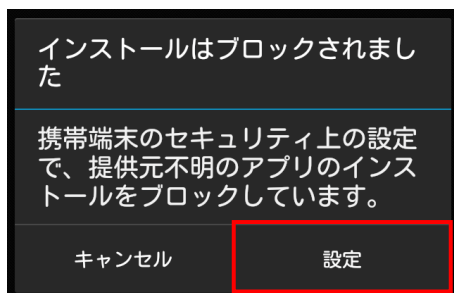 インストールはブロックされまし
た
携帯端末のセキュリティ上の設定
で、提供元不明のアプリのインス
トールをブロックしています。
キャンセル
設定